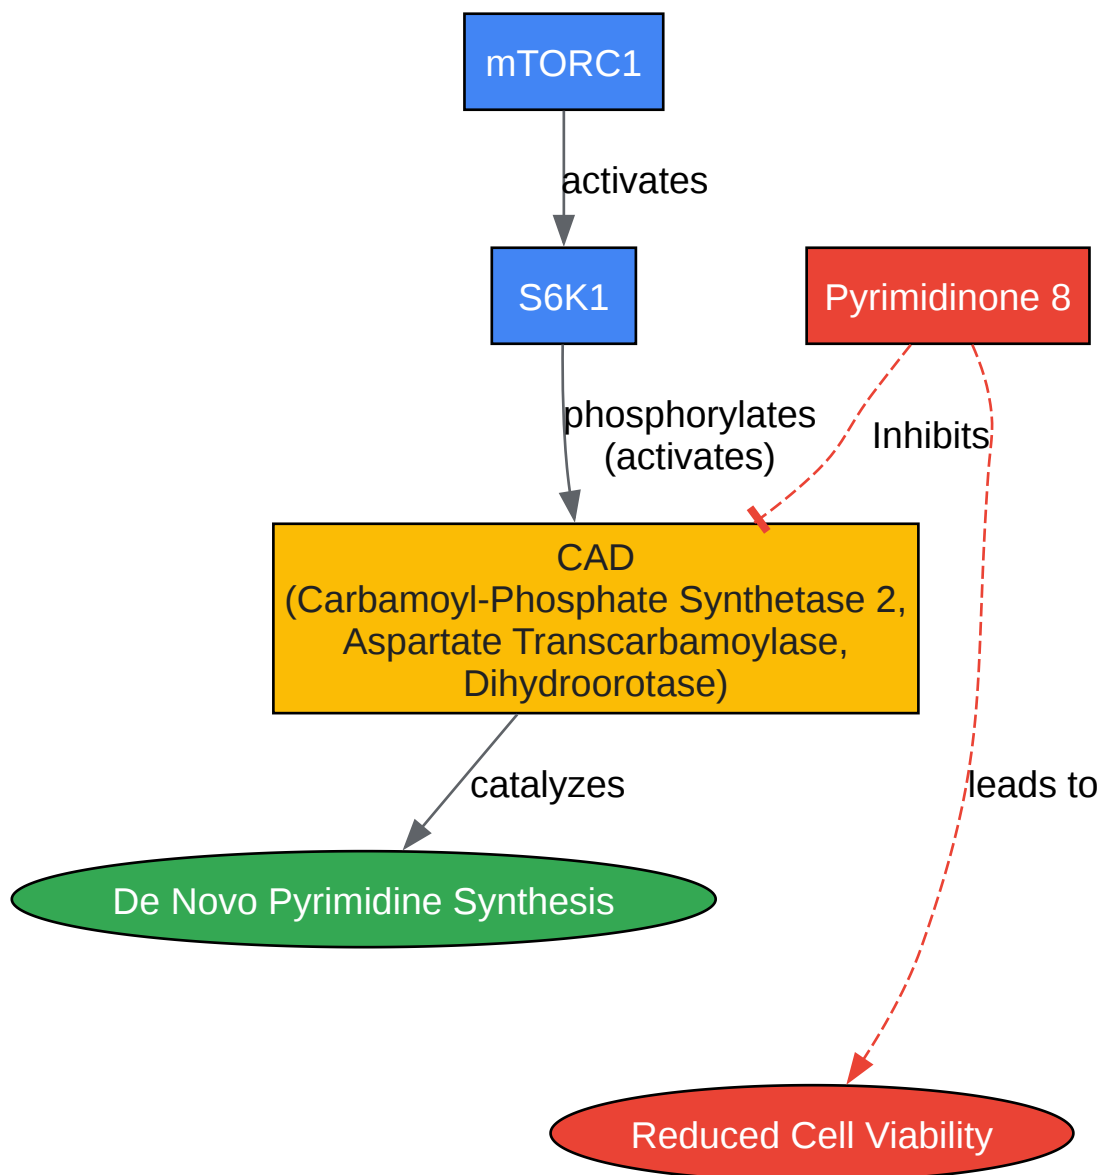 mTORC1
activates
S6K1
Pyrimidinone 8
phosphorylates
(activates)
Inhibits
CAD
(Carbamoyl-Phosphate Synthetase 2,
Aspartate Transcarbamoylase,
Dihydroorotase)
catalyzes
leads to
De Novo Pyrimidine Synthesis
Reduced Cell Viability